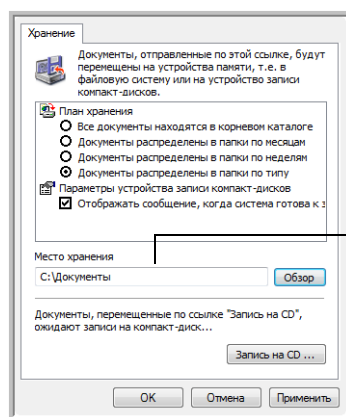 Хранение
Документы, отправленные по этой ссылке, будут
перемещены на устройства памяти, т.е. в
файловую систему или на устройство записи
компакт-дисков.
План хранения
Все документы находятся в корневом каталоге
Документы распределены в папки по месяцам
Документы распределены в папки по неделям
Документы распределены в папки по типу
Параметры устройства записи компакт-дисков
Отображать сообщение, когда система готова к з
Место хранения
C:\Документы
Обзор
Документы, перемещенные по ссылке "Запись на CD",
ожидают записи на компакт-диск...
Запись на CD ...
OK
Отмена
Применить